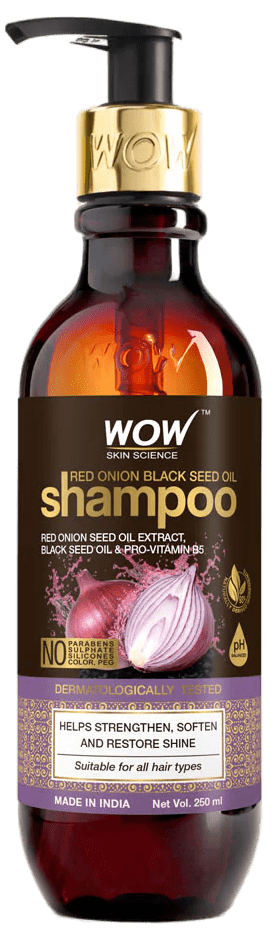 WOW
WOW
WOW™
SKIN SCIENCE
RED ONION BLACK SEED OIL
shampoo
RED ONION SEED OIL EXTRACT,
BLACK SEED OIL & PRO-VITAMIN B5
NO
PARABENS
SULPHATE
SILICONES
COLOR, PEG
pH
BALANCED
DERMATOLOGICALLY TESTED
HELPS STRENGTHEN, SOFTEN
AND RESTORE SHINE
Suitable for all hair types
MADE IN INDIA Net Vol. 250 ml